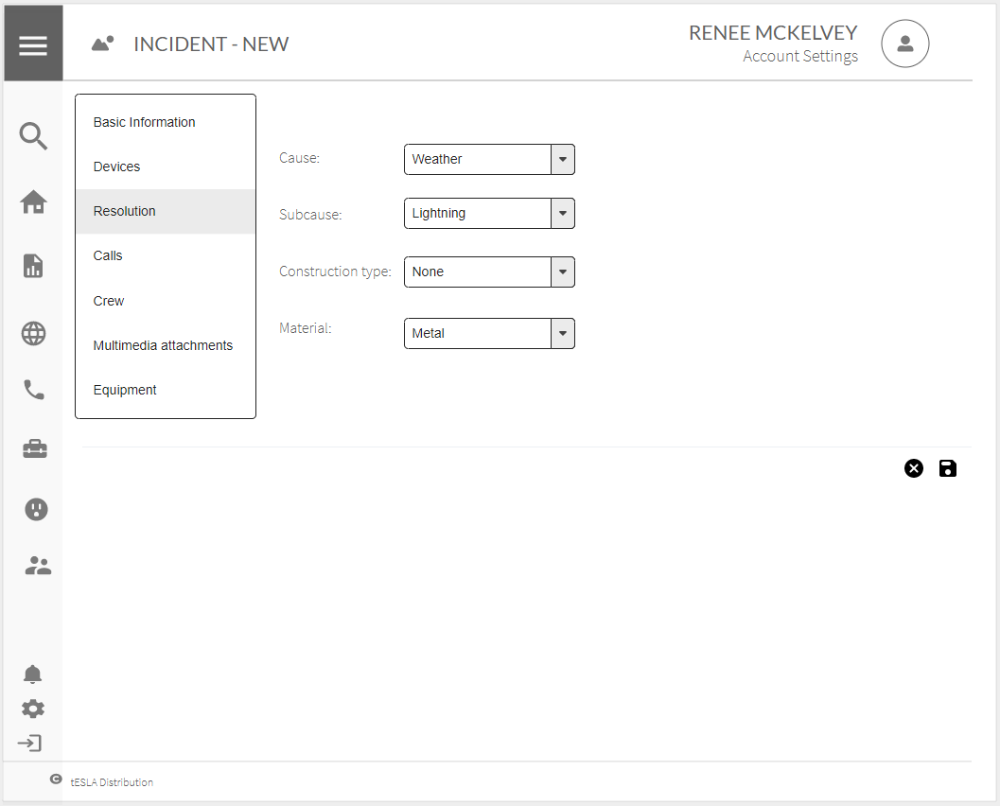 INCIDENT - NEW
RENEE MCKELVEY
Account Settings
Basic Information
Devices
Resolution
Calls
Crew
Multimedia attachments
Equipment
Cause: Weather
Subcause: Lightning
Construction type: None
Material: Metal
C tESLA Distribution